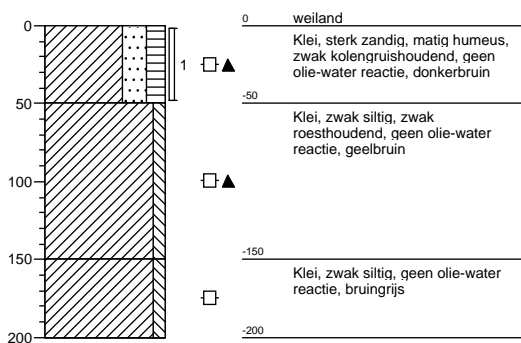 0
50
100
150
200
1
0
weiland
Klei, sterk zandig, matig humeus,
zwak kolengruishoudend, geen
olie-water reactie, donkerbruin
-50
Klei, zwak siltig, zwak
roesthoudend, geen olie-water
reactie, geelbruin
-150
Klei, zwak siltig, geen olie-water
reactie, bruingrijs
-200